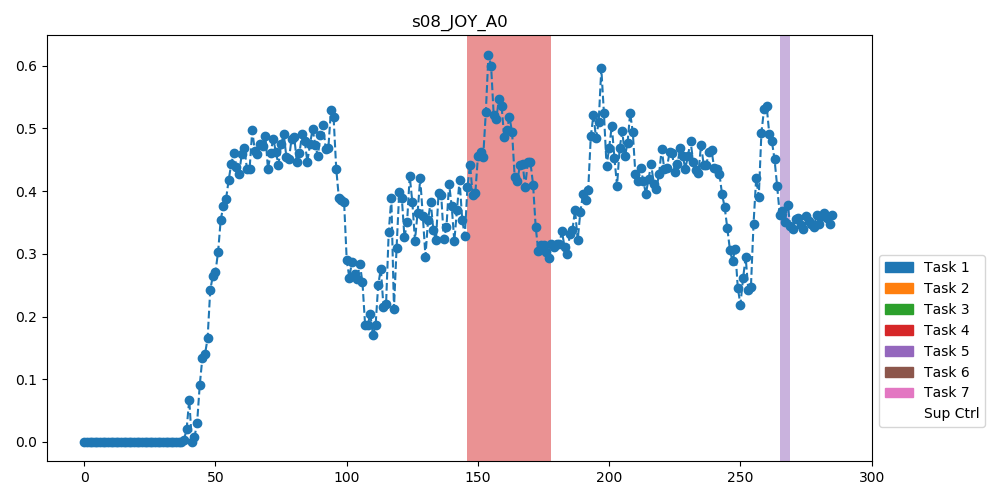 s08_JOY_A0
0.6
0.5
0.4
0.3
0.2
0.1
0.0
0 50 100 150 200 250 300
Task 1
Task 2
Task 3
Task 4
Task 5
Task 6
Task 7
Sup Ctrl